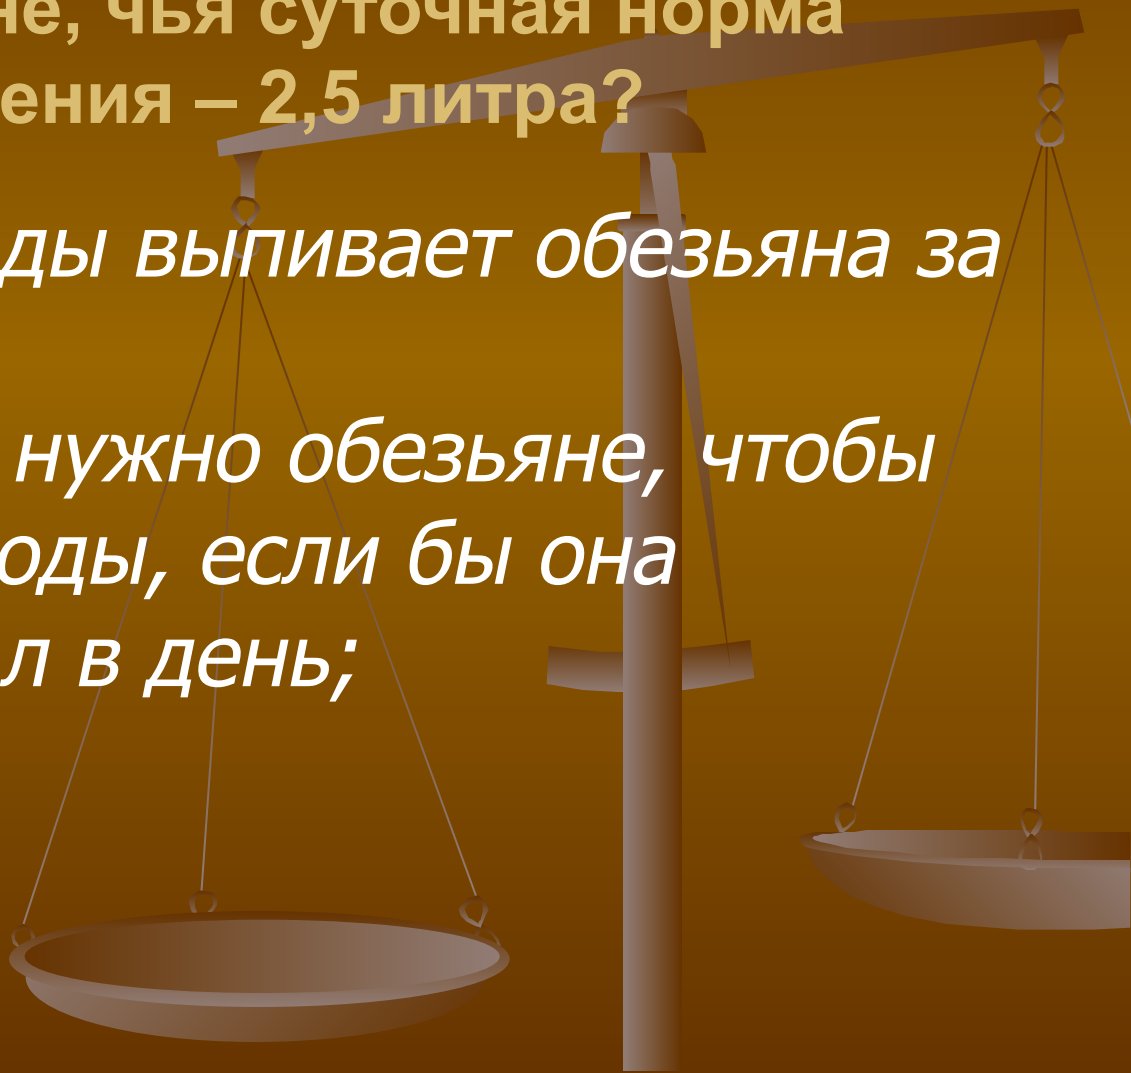 не, чья суточная норма
ения – 2,5 литра?
ды выпивает обезьяна за
нужно обезьяне, чтобы
оды, если бы она
л в день;